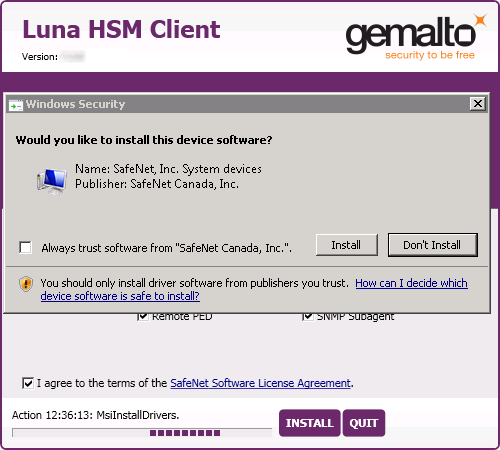 Luna HSM Client
gemalto
security to be free
Version:
Windows Security
Would you like to install this device software?
Name: SafeNet, Inc. System devices
Publisher: SafeNet Canada, Inc.
Always trust software from "SafeNet Canada, Inc.".
Install
Don't Install
You should only install driver software from publishers you trust. How can I decide which
device software is safe to install?
Remote PED
SNMP Subagent
I agree to the terms of the SafeNet Software License Agreement.
Action 12:36:13: MsiInstallDrivers.
INSTALL
QUIT